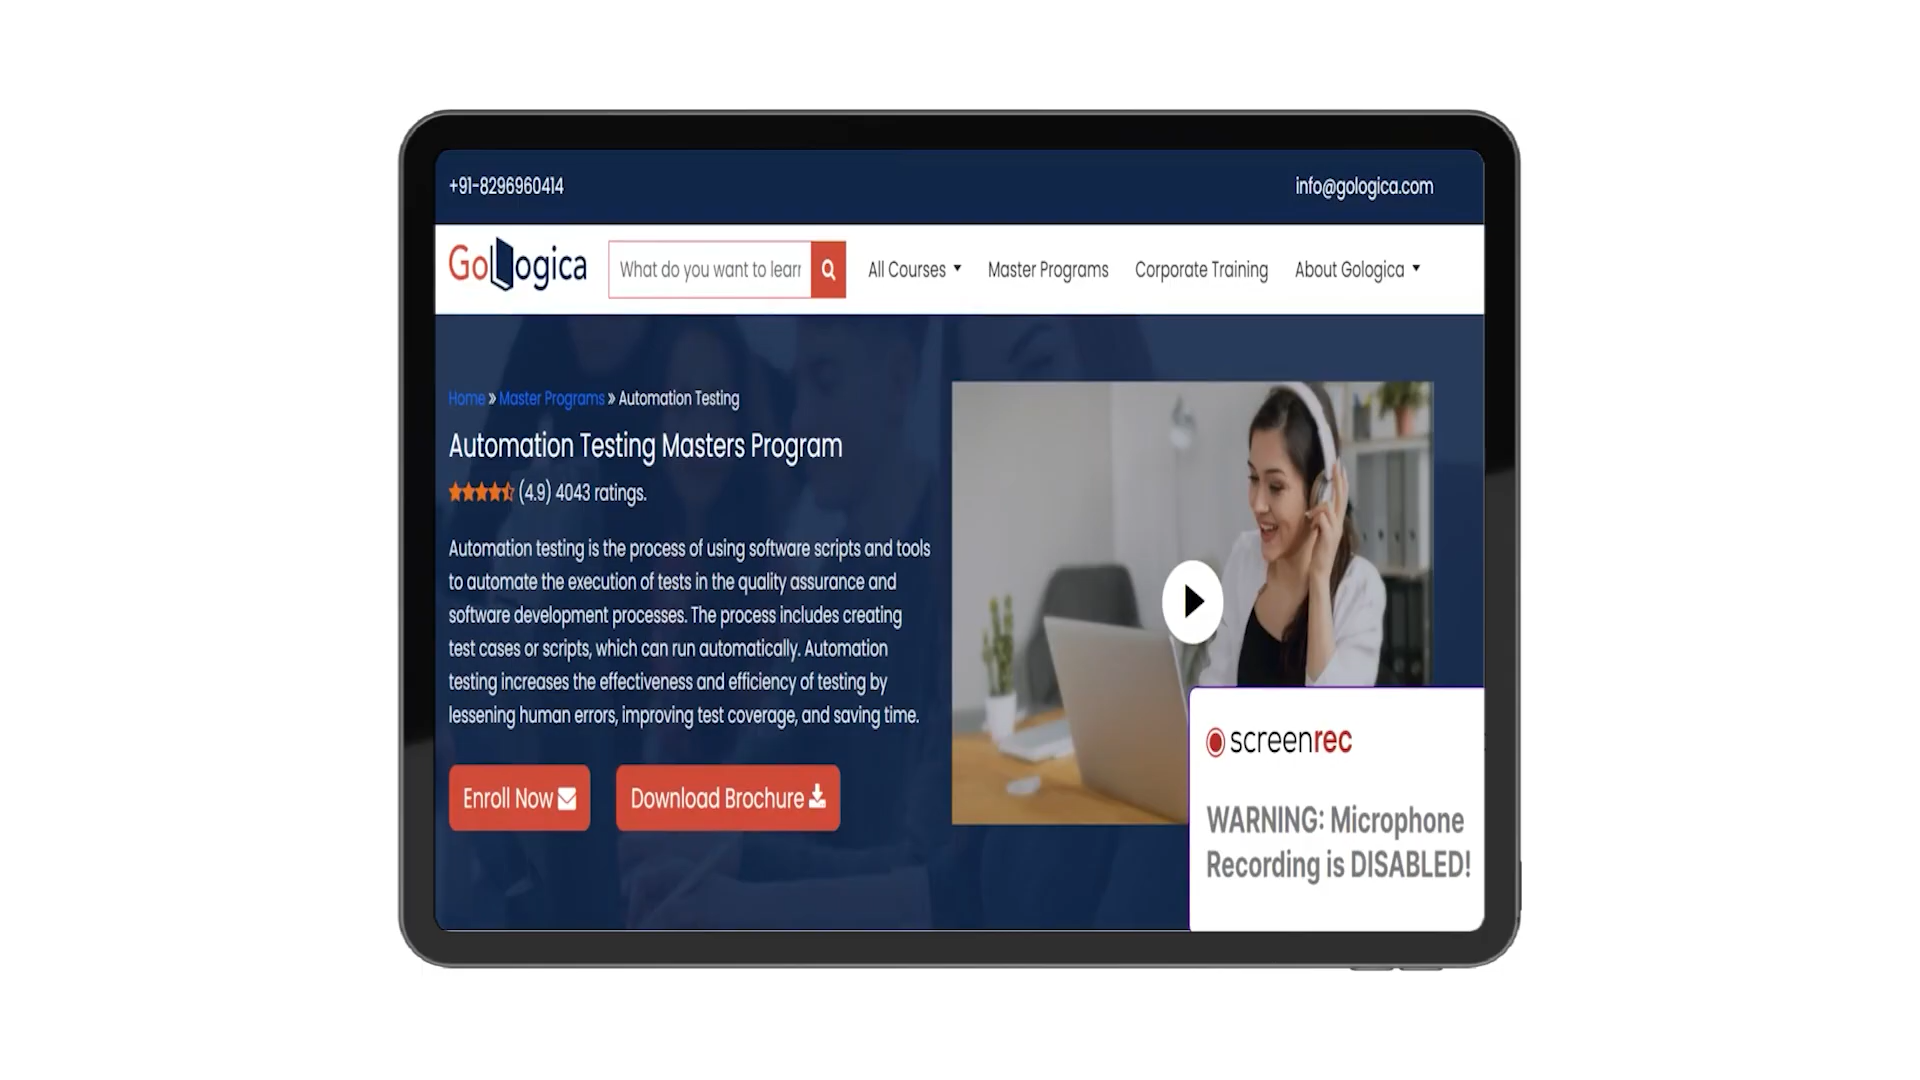 +91-8296960414
info@gologica.com
GoLogica
What do you want to learr
All Courses
Master Programs
Corporate Training
About Gologica
Home » Master Programs » Automation Testing
Automation Testing Masters Program
(4.9) 4043 ratings.
Automation testing is the process of using software scripts and tools
to automate the execution of tests in the quality assurance and
software development processes. The process includes creating
test cases or scripts, which can run automatically. Automation
testing increases the effectiveness and efficiency of testing by
lessening human errors, improving test coverage, and saving time.
Enroll Now
Download Brochure
screenrec
WARNING: Microphone
Recording is DISABLED!